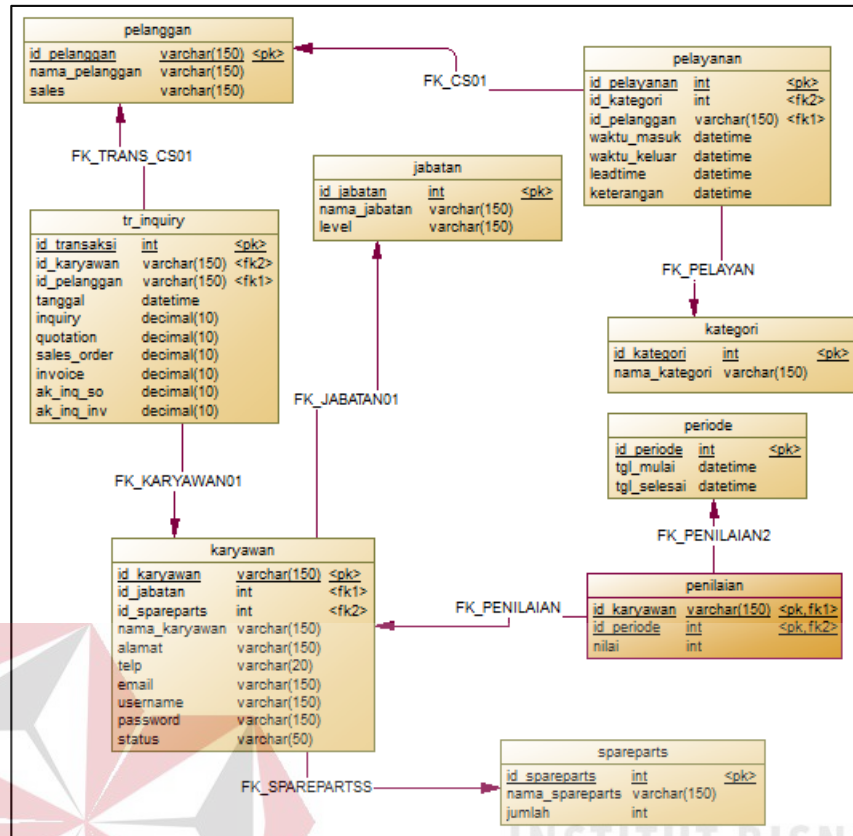 pelanggan
id_pelanggan varchar(150) <pk>
nama_pelanggan varchar(150)
sales varchar(150)
FK_CS01
pelayanan
id_pelayanan int <pk>
id_kategori int <fk2>
id_pelanggan varchar(150) <fk1>
waktu_masuk datetime
waktu_keluar datetime
leadtime datetime
keterangan datetime
FK_TRANS_CS01
jabatan
id_jabatan int <pk>
nama_jabatan varchar(150)
level varchar(150)
tr_inquiry
id_transaksi int <pk>
id_karyawan varchar(150) <fk2>
id_pelanggan varchar(150) <fk1>
tanggal datetime
inquiry decimal(10)
quotation decimal(10)
sales_order decimal(10)
invoice decimal(10)
ak_inq_so decimal(10)
ak_inq_inv decimal(10)
FK_PELAYAN
kategori
id_kategori int <pk>
nama_kategori varchar(150)
FK_JABATAN01
periode
id_periode int <pk>
tgl_mulai datetime
tgl_selesai datetime
FK_KARYAWAN01
FK_PENILAIAN2
karyawan
id_karyawan varchar(150) <pk>
id_jabatan int <fk1>
id_spareparts int <fk2>
nama_karyawan varchar(150)
alamat varchar(150)
telp varchar(20)
email varchar(150)
username varchar(150)
password varchar(150)
status varchar(50)
FK_PENILAIAN
penilaian
id_karyawan varchar(150) <pk,fk1>
id_periode int <pk,fk2>
nilai int
FK_SPAREPARTSS
spareparts
id_spareparts int <pk>
nama_spareparts varchar(150)
jumlah int